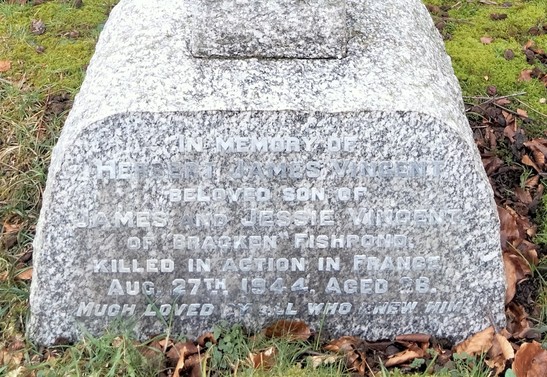 IN MEMORY OF
HERBERT JAMES VINCENT
BELOVED SON OF
JAMES AND JESSIE VINCENT
OF BRACKEN FISHPOND.
KILLED IN ACTION IN FRANCE
AUG. 27TH 1944. AGED 26.
MUCH LOVED BY ALL WHO KNEW HIM.